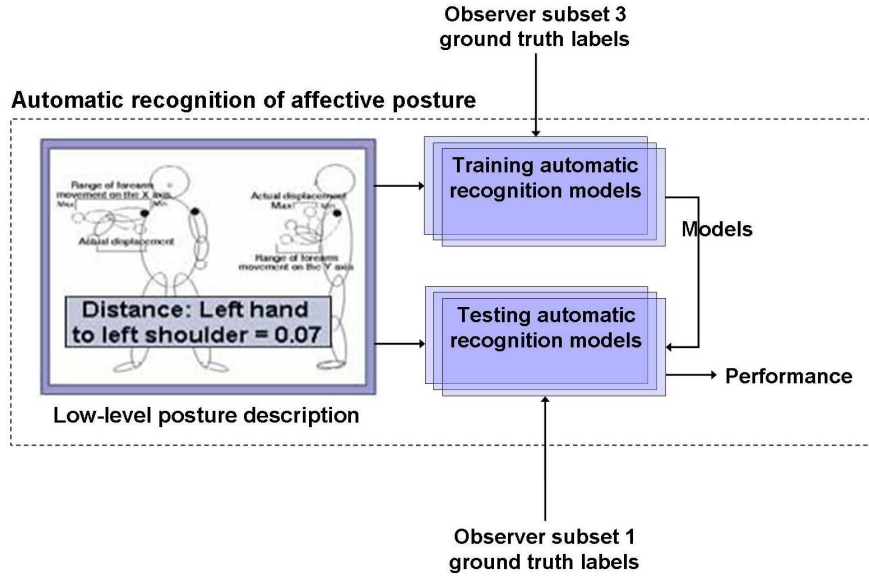 Observer subset 3
ground truth labels
Automatic recognition of affective posture
Range of forearm
movement on the X axis
Max
Min
Actual displacement
Actual displacement
Max
Min
Range of forearm
movement on the Y axis
Distance: Left hand
to left shoulder = 0.07
Low-level posture description
Training automatic
recognition models
Models
Testing automatic
recognition models
Performance
Observer subset 1
ground truth labels